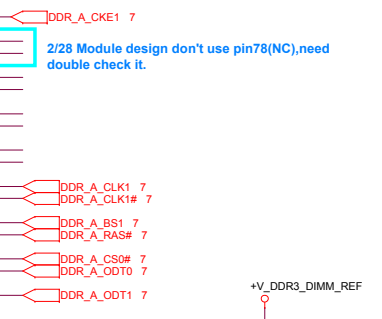 DDR_A_CKE1 7
2/28 Module design don't use pin78(NC),need
double check it.
DDR_A_CLK1 7
DDR_A_CLK1# 7
DDR_A_BS1 7
DDR_A_RAS# 7
DDR_A_CS0# 7
DDR_A_ODT0 7
+V_DDR3_DIMM_REF
DDR_A_ODT1 7